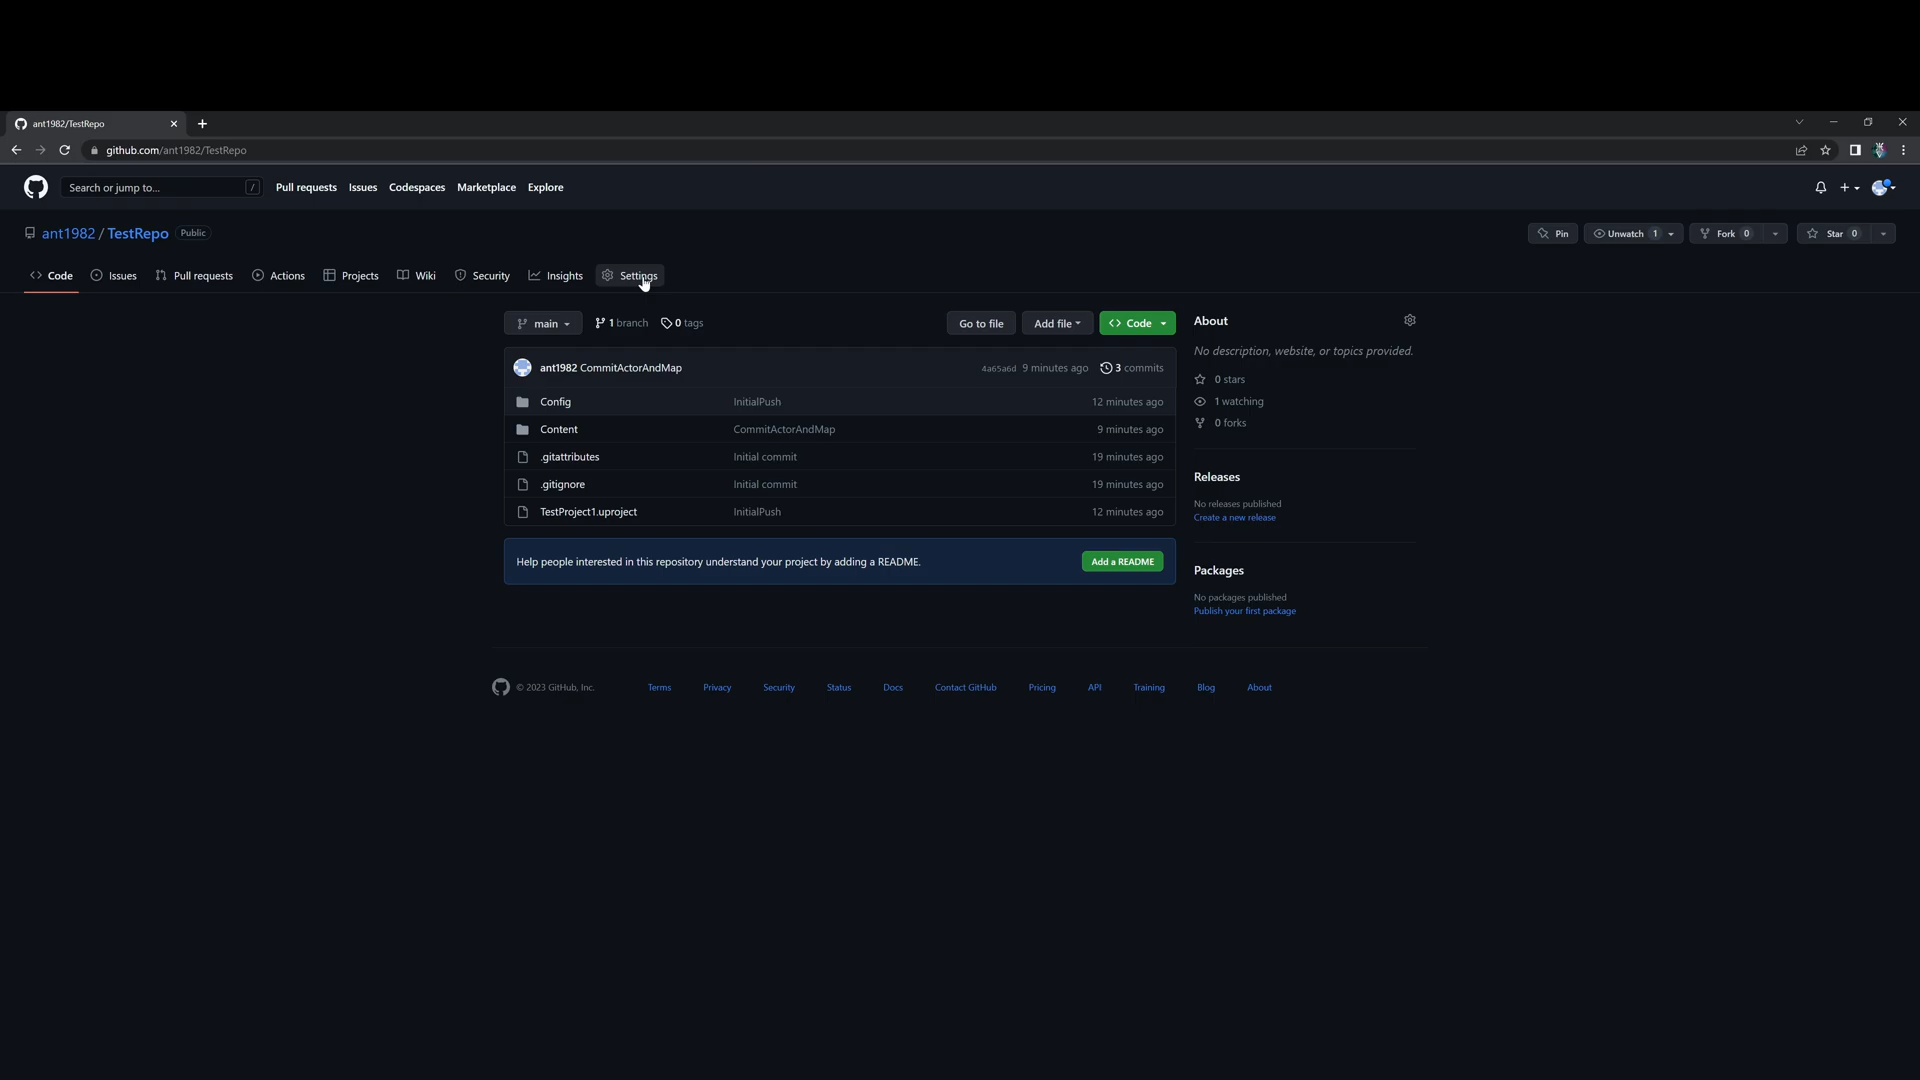 ant1982/TestRepo
github.com/ant1982/TestRepo
Search or jump to... / Pull requests Issues Codespaces Marketplace Explore
ant1982 / TestRepo Public Pin Unwatch 1 Fork 0 Star 0
Code Issues Pull requests Actions Projects Wiki Security Insights Settings
main 1 branch 0 tags Go to file Add file Code
About
No description, website, or topics provided.
ant1982 CommitActorAndMap 4a65a6d 9 minutes ago 3 commits
0 stars
Config InitialPush 12 minutes ago
1 watching
0 forks
Content CommitActorAndMap 9 minutes ago
.gitattributes Initial commit 19 minutes ago
Releases
.gitignore Initial commit 19 minutes ago
No releases published
TestProject1.uproject InitialPush 12 minutes ago
Create a new release
Help people interested in this repository understand your project by adding a README. Add a README
Packages
No packages published
Publish your first package
© 2023 GitHub, Inc. Terms Privacy Security Status Docs Contact GitHub Pricing API Training Blog About